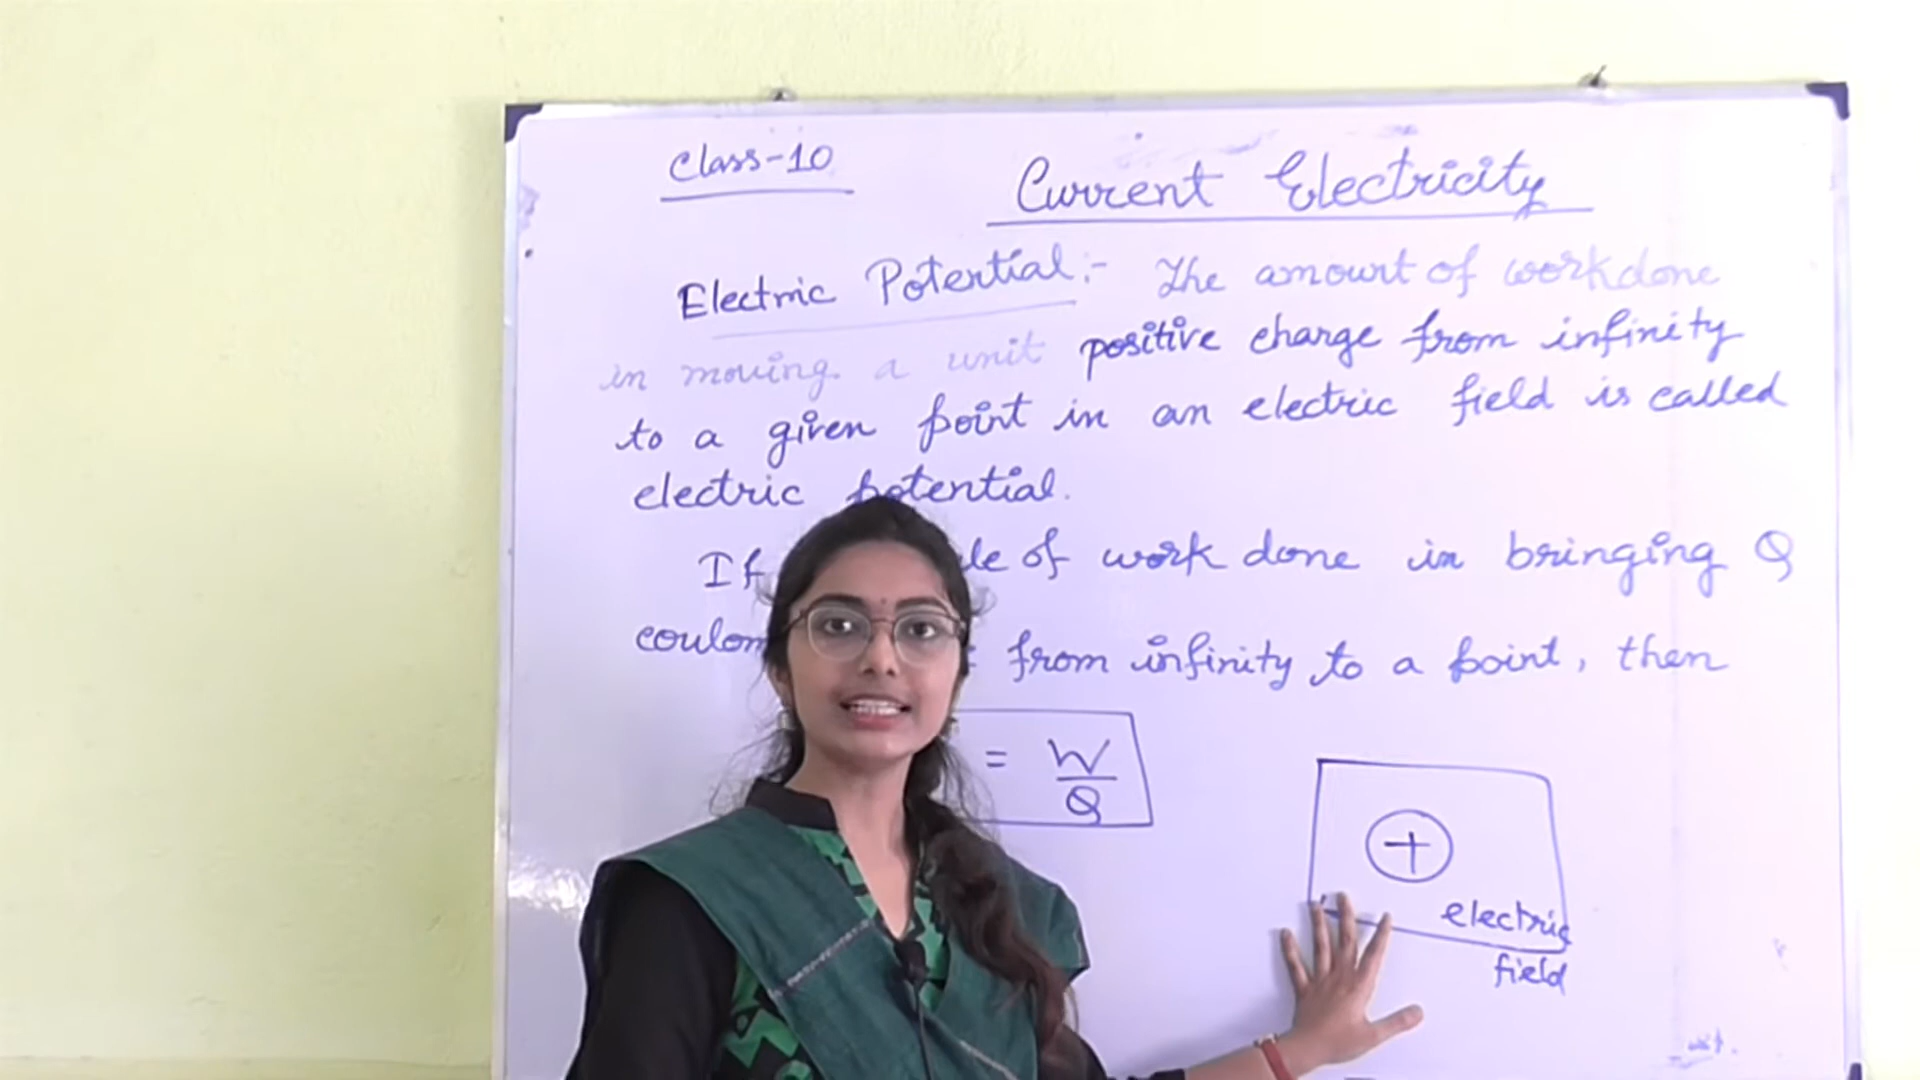 Class-10
Current Electricity
Electric Potential:- The amount of workdone
in moving a unit positive charge from infinity
to a given point in an electric field is called
electric potential.
If of work done in bringing Q
from infinity to a point, then
= W/Q
+
electric
field